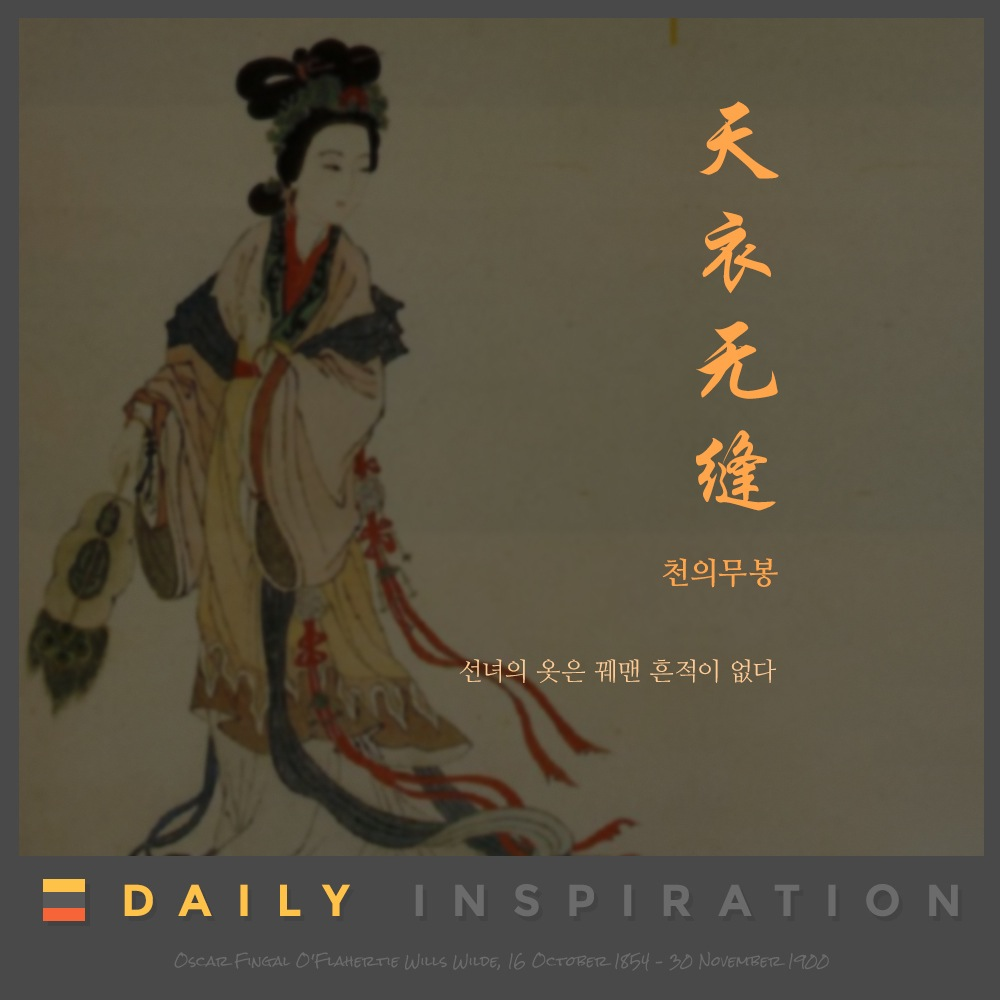 天衣无缝
천의무봉
선녀의 옷은 꿰맨 흔적이 없다
DAILY INSPIRATION
Oscar Fingal O'Flahertie Wills Wilde, 16 October 1854 - 30 November 1900